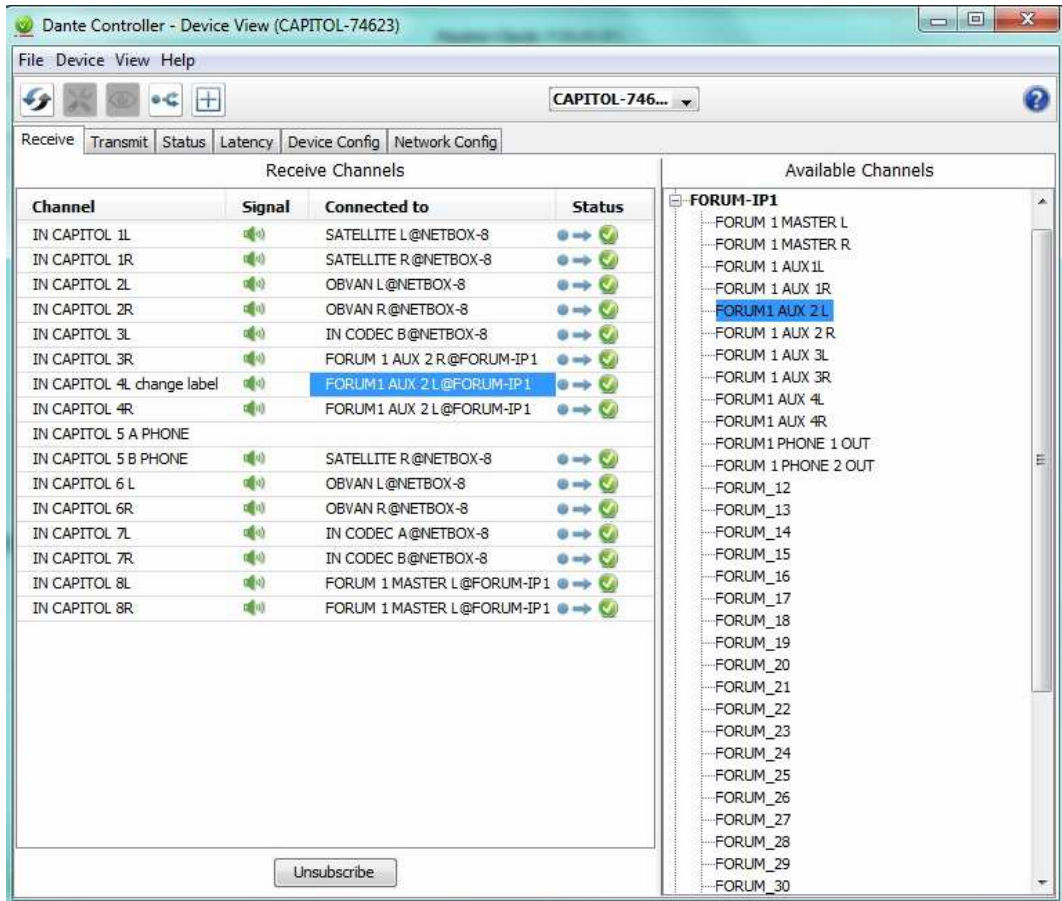 Dante Controller - Device View (CAPITOL-74623)
File Device View Help
CAPITOL-746...
Receive Transmit Status Latency Device Config Network Config
Receive Channels
Channel Signal Connected to Status
IN CAPITOL 1L SATELLITE L@NETBOX-8
IN CAPITOL 1R SATELLITE R@NETBOX-8
IN CAPITOL 2L OBVAN L@NETBOX-8
IN CAPITOL 2R OBVAN R@NETBOX-8
IN CAPITOL 3L IN CODEC B@NETBOX-8
IN CAPITOL 3R FORUM 1 AUX 2 R@FORUM-IP1
IN CAPITOL 4L change label FORUM1 AUX 2 L@FORUM-IP1
IN CAPITOL 4R FORUM1 AUX 2 L@FORUM-IP1
IN CAPITOL 5 A PHONE
IN CAPITOL 5 B PHONE SATELLITE R@NETBOX-8
IN CAPITOL 6 L OBVAN L@NETBOX-8
IN CAPITOL 6R OBVAN R@NETBOX-8
IN CAPITOL 7L IN CODEC A@NETBOX-8
IN CAPITOL 7R IN CODEC B@NETBOX-8
IN CAPITOL 8L FORUM 1 MASTER L@FORUM-IP1
IN CAPITOL 8R FORUM 1 MASTER L@FORUM-IP1
Unsubscribe
Available Channels
FORUM-IP1
FORUM 1 MASTER L
FORUM 1 MASTER R
FORUM 1 AUX 1L
FORUM 1 AUX 1R
FORUM1 AUX 2 L
FORUM 1 AUX 2 R
FORUM 1 AUX 3L
FORUM 1 AUX 3R
FORUM1 AUX 4L
FORUM1 AUX 4R
FORUM1 PHONE 1 OUT
FORUM 1 PHONE 2 OUT
FORUM_12
FORUM_13
FORUM_14
FORUM_15
FORUM_16
FORUM_17
FORUM_18
FORUM_19
FORUM_20
FORUM_21
FORUM_22
FORUM_23
FORUM_24
FORUM_25
FORUM_26
FORUM_27
FORUM_28
FORUM_29
FORUM_30